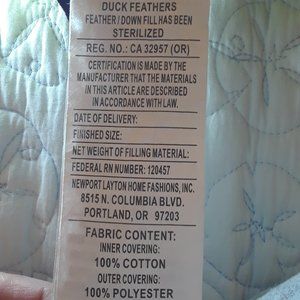 DUCK FEATHERS
FEATHER / DOWN FILL HAS BEEN
STERILIZED
REG. NO.: CA 32957 (OR)
CERTIFICATION IS MADE BY THE
MANUFACTURER THAT THE MATERIALS
IN THIS ARTICLE ARE DESCRIBED
IN ACCORDANCE WITH LAW.
DATE OF DELIVERY:
FINISHED SIZE:
NET WEIGHT OF FILLING MATERIAL:
FEDERAL RN NUMBER: 120457
NEWPORT LAYTON HOME FASHIONS, INC.
8515 N. COLUMBIA BLVD.
PORTLAND, OR 97203
FABRIC CONTENT:
INNER COVERING:
100% COTTON
OUTER COVERING:
100% POLYESTER